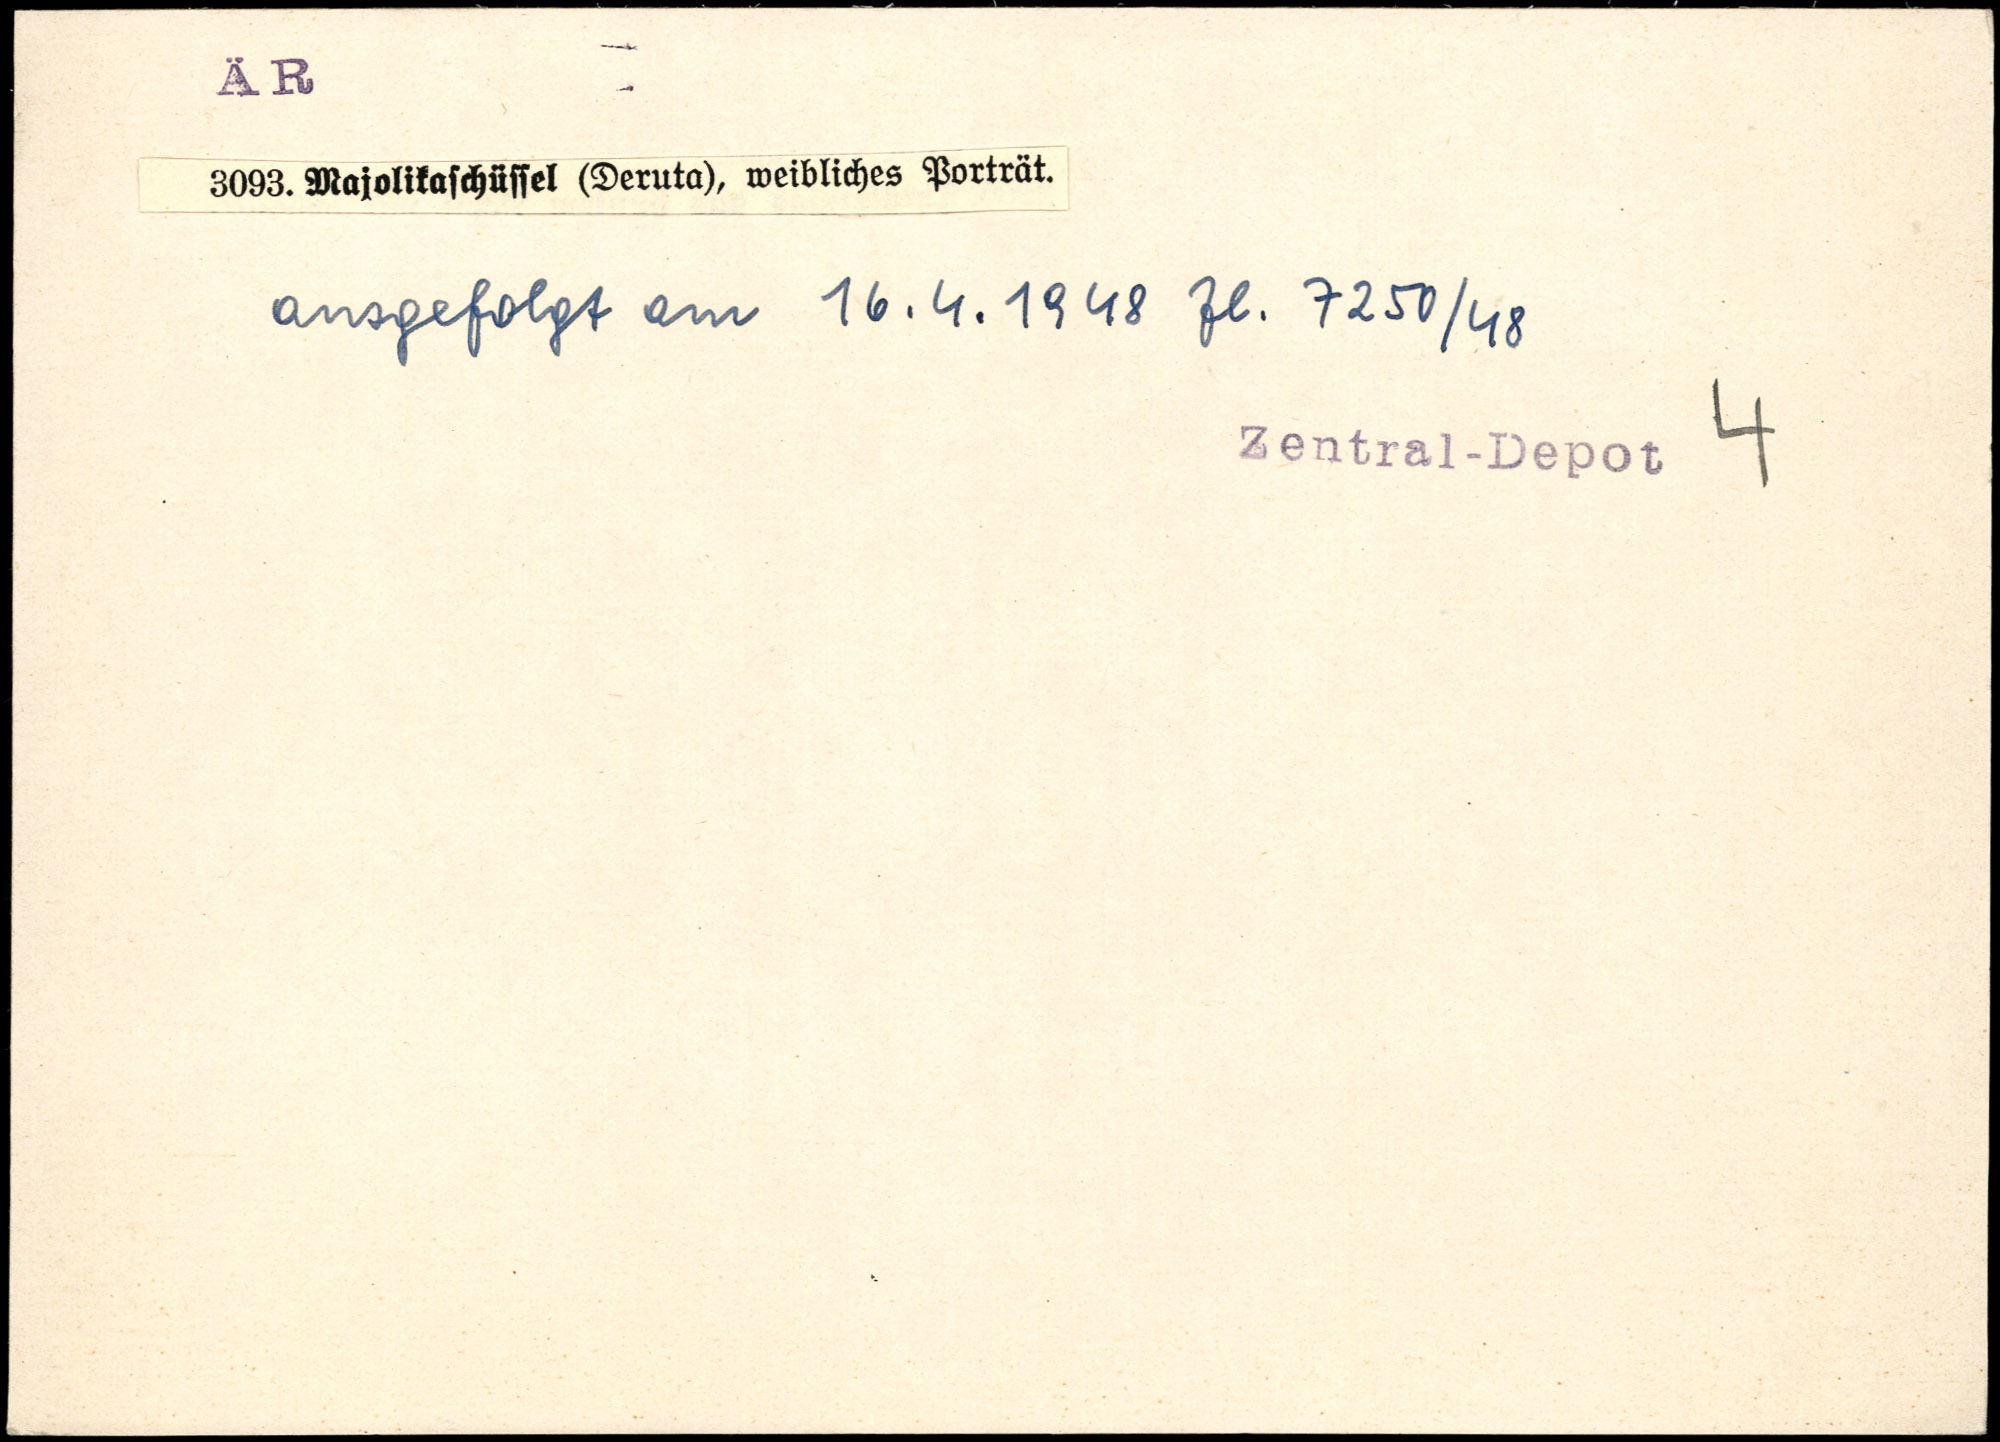 ÄR
3093. Majolikaschüssel (Deruta), weibliches Porträt.
ausgefolgt am 16.4.1948 Zl. 7250/48
Zentral-Depot 4